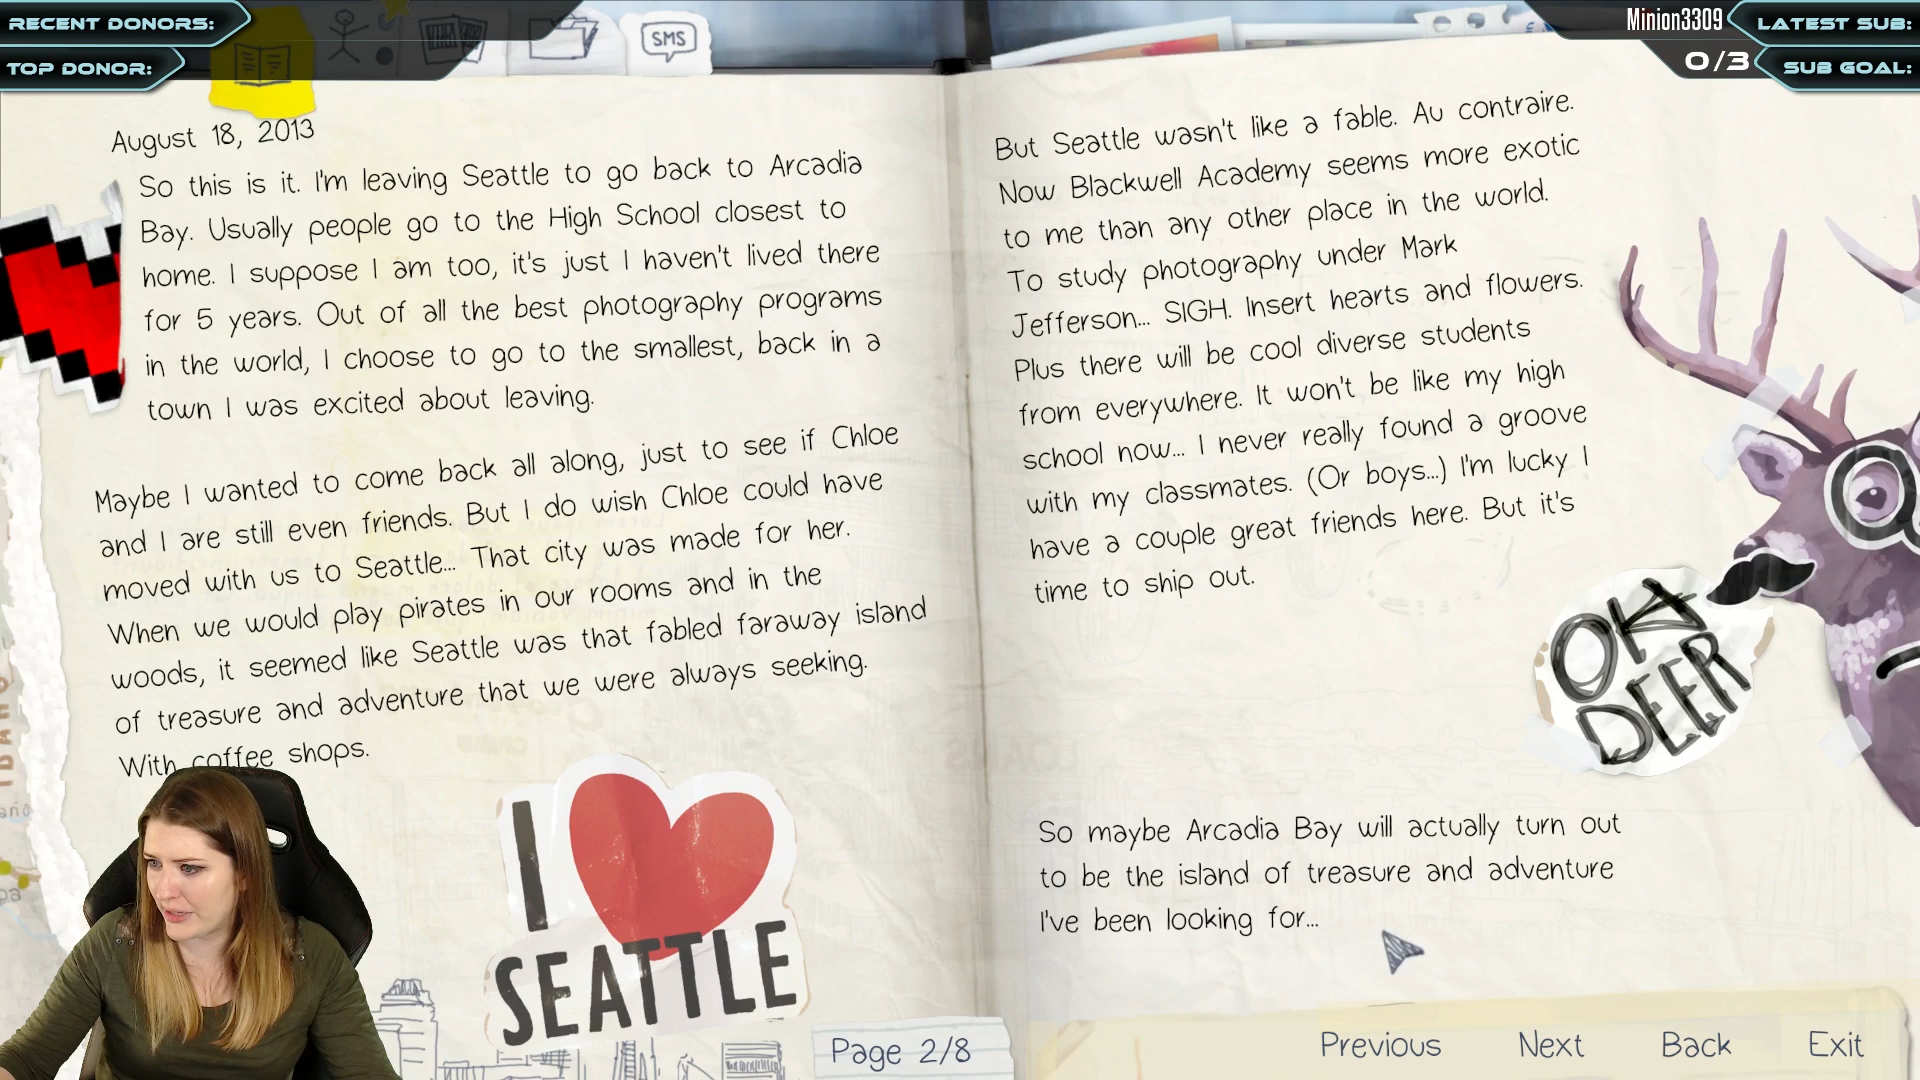 RECENT DONORS:
TOP DONOR:
SMS
Minion3309
LATEST SUB:
0/3
SUB GOAL:
August 18, 2013
So this is it. I'm leaving Seattle to go back to Arcadia
Bay. Usually people go to the High School closest to
home. I suppose I am too, it's just I haven't lived there
for 5 years. Out of all the best photography programs
in the world, I choose to go to the smallest, back in a
town I was excited about leaving.
Maybe I wanted to come back all along, just to see if Chloe
and I are still even friends. But I do wish Chloe could have
moved with us to Seattle... That city was made for her.
When we would play pirates in our rooms and in the
woods, it seemed like Seattle was that fabled faraway island
of treasure and adventure that we were always seeking.
With coffee shops.
I
SEATTLE
Page 2/8
But Seattle wasn't like a fable. Au contraire.
Now Blackwell Academy seems more exotic
to me than any other place in the world.
To study photography under Mark
Jefferson... SIGH. Insert hearts and flowers.
Plus there will be cool diverse students
from everywhere. It won't be like my high
school now... I never really found a groove
with my classmates. (Or boys...) I'm lucky I
have a couple great friends here. But it's
time to ship out.
OH
DEER
So maybe Arcadia Bay will actually turn out
to be the island of treasure and adventure
I've been looking for...
Previous
Next
Back
Exit